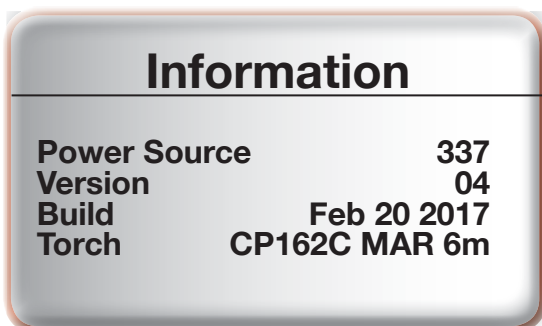 Information
Power Source 337
Version 04
Build Feb 20 2017
Torch CP162C MAR 6m